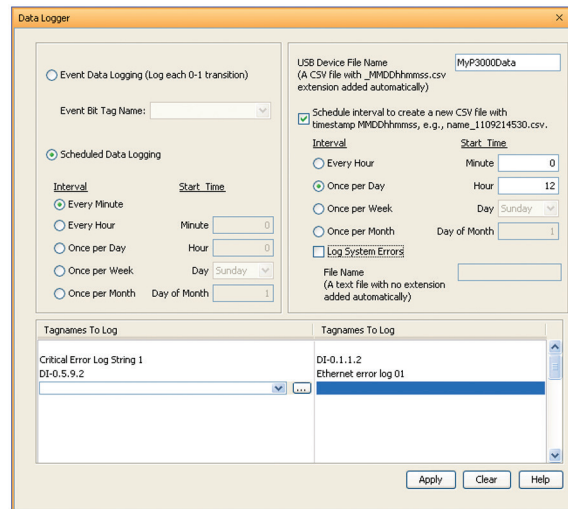 Data Logger
Event Data Logging (Log each 0-1 transition)
Event Bit Tag Name:
Scheduled Data Logging
Interval Start Time
Every Minute
Every Hour Minute 0
Once per Day Hour 0
Once per Week Day Sunday
Once per Month Day of Month 1
USB Device File Name MyP3000Data
(A CSV file with _MMDDhhmmss.csv
extension added automatically)
Schedule interval to create a new CSV file with
timestamp MMDDhhmmss, e.g., name_1109214530.csv.
Interval Start Time
Every Hour Minute 0
Once per Day Hour 12
Once per Week Day Sunday
Once per Month Day of Month 1
Log System Errors
File Name
(A text file with no extension
added automatically)
Tagnames To Log Tagnames To Log
Critical Error Log String 1 DI-0.1.1.2
DI-0.5.9.2 Ethernet error log 01
...
Apply Clear Help